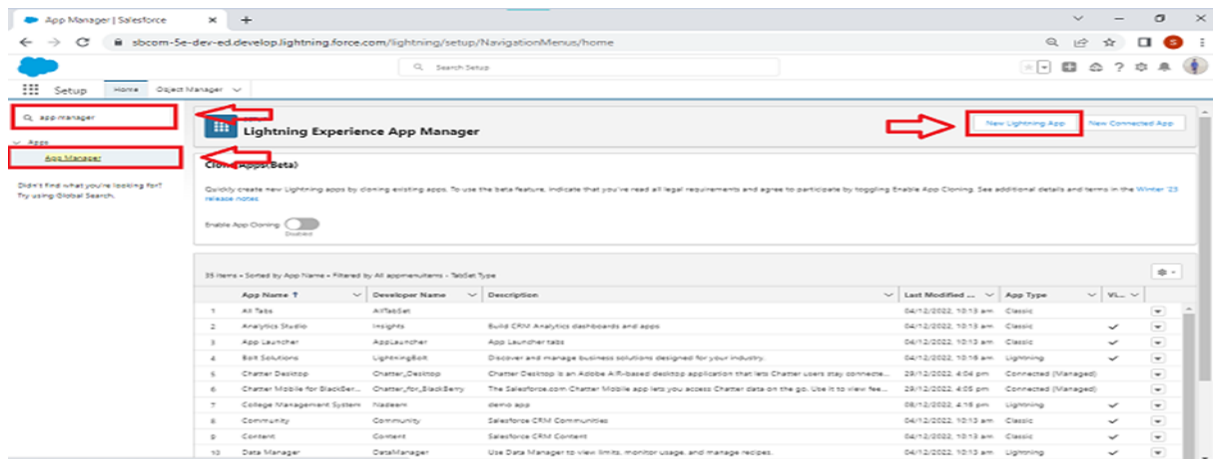 App Manager | Salesforce
sbcom-5e-dev-ed.develop.lightning.force.com/lightning/setup/NavigationMenus/home
S
Search Setup
Setup
Home
Object Manager
app manager
Apps
App Manager
Didn't find what you're looking for?
Try using Global Search.
SETUP
Lightning Experience App Manager
New Lightning App
New Connected App
Clone Apps(Beta)
Quickly create new Lightning apps by cloning existing apps. To use the beta feature, indicate that you've read all legal requirements and agree to participate by toggling Enable App Cloning. See additional details and terms in the Winter '23
release notes
Enable App Cloning
Disabled
35 items • Sorted by App Name • Filtered by All appmenuitems - TabSet Type
App Name ↑ Developer Name Description Last Modified ... App Type Vi...
1 All Tabs AllTabSet 04/12/2022, 10:13 am Classic
2 Analytics Studio Insights Build CRM Analytics dashboards and apps 04/12/2022, 10:13 am Classic
3 App Launcher AppLauncher App Launcher tabs 04/12/2022, 10:13 am Classic
4 Bolt Solutions LightningBolt Discover and manage business solutions designed for your industry. 04/12/2022, 10:16 am Lightning
5 Chatter Desktop Chatter_Desktop Chatter Desktop is an Adobe AIR-based desktop application that lets Chatter users stay connecte... 29/12/2022, 4:04 pm Connected (Managed)
6 Chatter Mobile for BlackBer... Chatter_for_BlackBerry The Salesforce.com Chatter Mobile app lets you access Chatter data on the go. Use it to view fee... 29/12/2022, 4:05 pm Connected (Managed)
7 College Management System Nadeem demo app 08/12/2022, 4:16 pm Lightning
8 Community Community Salesforce CRM Communities 04/12/2022, 10:13 am Classic
9 Content Content Salesforce CRM Content 04/12/2022, 10:13 am Classic
10 Data Manager DataManager Use Data Manager to view limits, monitor usage, and manage recipes. 04/12/2022, 10:13 am Lightning